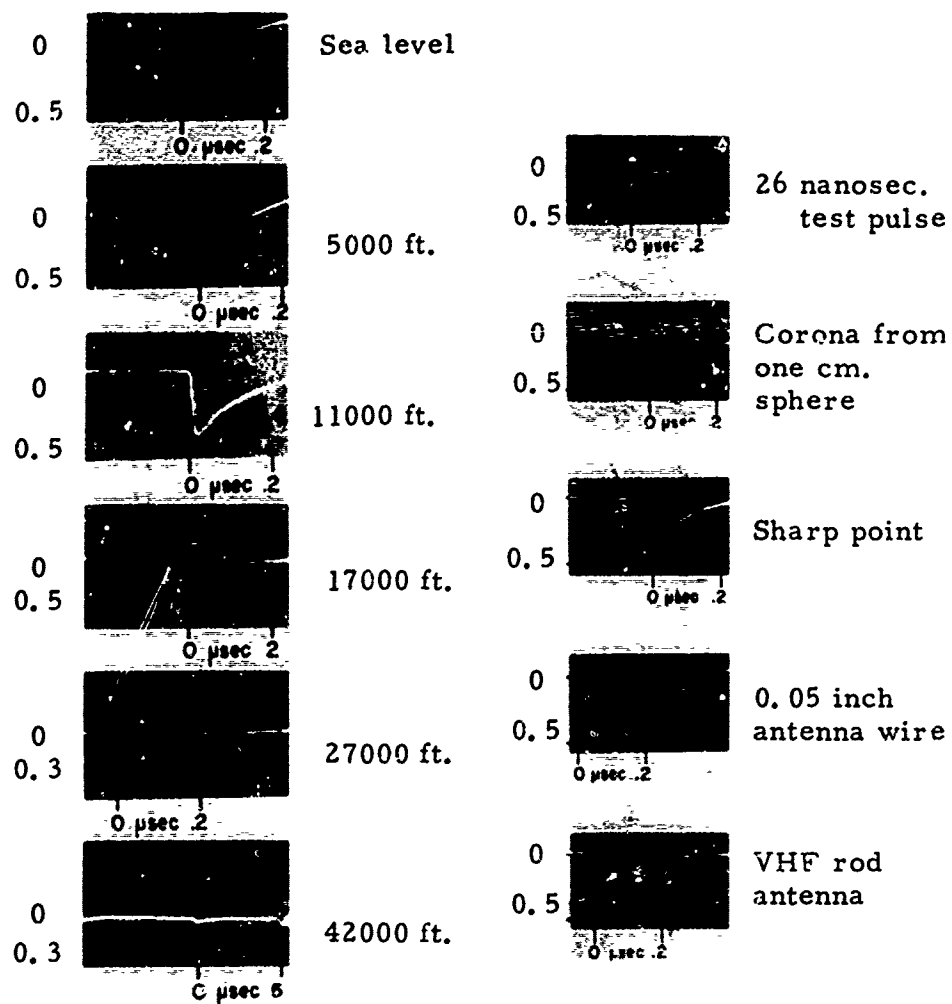 0
Sea level
0.5
0 µsec .2
0
5000 ft.
0.5
0 µsec .2
0
11000 ft.
0.5
0 µsec .2
0
17000 ft.
0.5
0 µsec .2
0
27000 ft.
0.3
0 µsec .2
0
42000 ft.
0.3
0 µsec 5
0
26 nanosec.
0.5
test pulse
0 µsec .2
0
Corona from
0.5
one cm.
sphere
0 µsec .2
0
Sharp point
0.5
0 µsec .2
0
0.05 inch
0.5
antenna wire
0 µsec .2
0
VHF rod
0.5
antenna
0 µsec .2